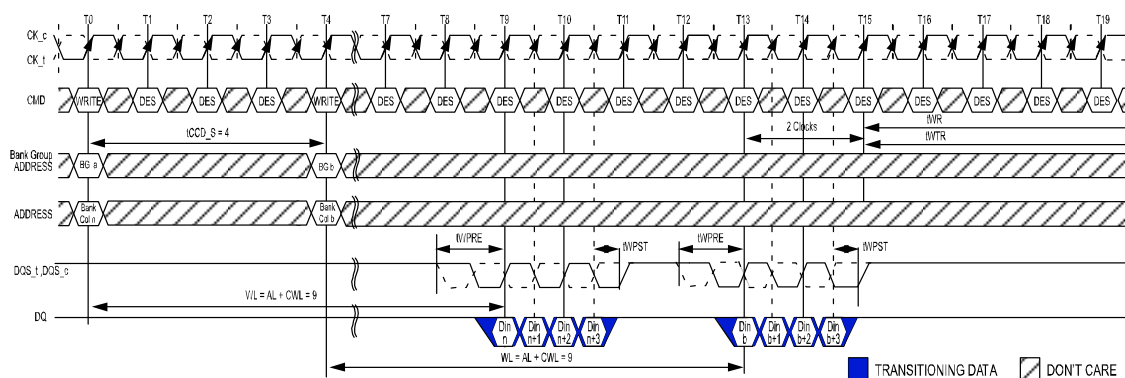 T0 T1 T2 T3 T4 T7 T8 T9 T10 T11 T12 T13 T14 T15 T16 T17 T18 T19
CK_c
CK_t
CMD WRITE DES DES DES WRITE DES DES DES DES DES DES DES DES DES DES DES DES DES
2 Clocks tWR
tCCD_S = 4
tWTR
Bank Group
ADDRESS BG a BG b
ADDRESS Bank Col n Bank Col b
tWPRE tWPST tWPRE tWPST
DQS_t ,DQS_c
WL = AL + CWL = 9
DQ Din n Din n+1 Din n+2 Din n+3 Din b Din b+1 Din b+2 Din b+3
WL = AL + CWL = 9
TRANSITIONING DATA DON'T CARE